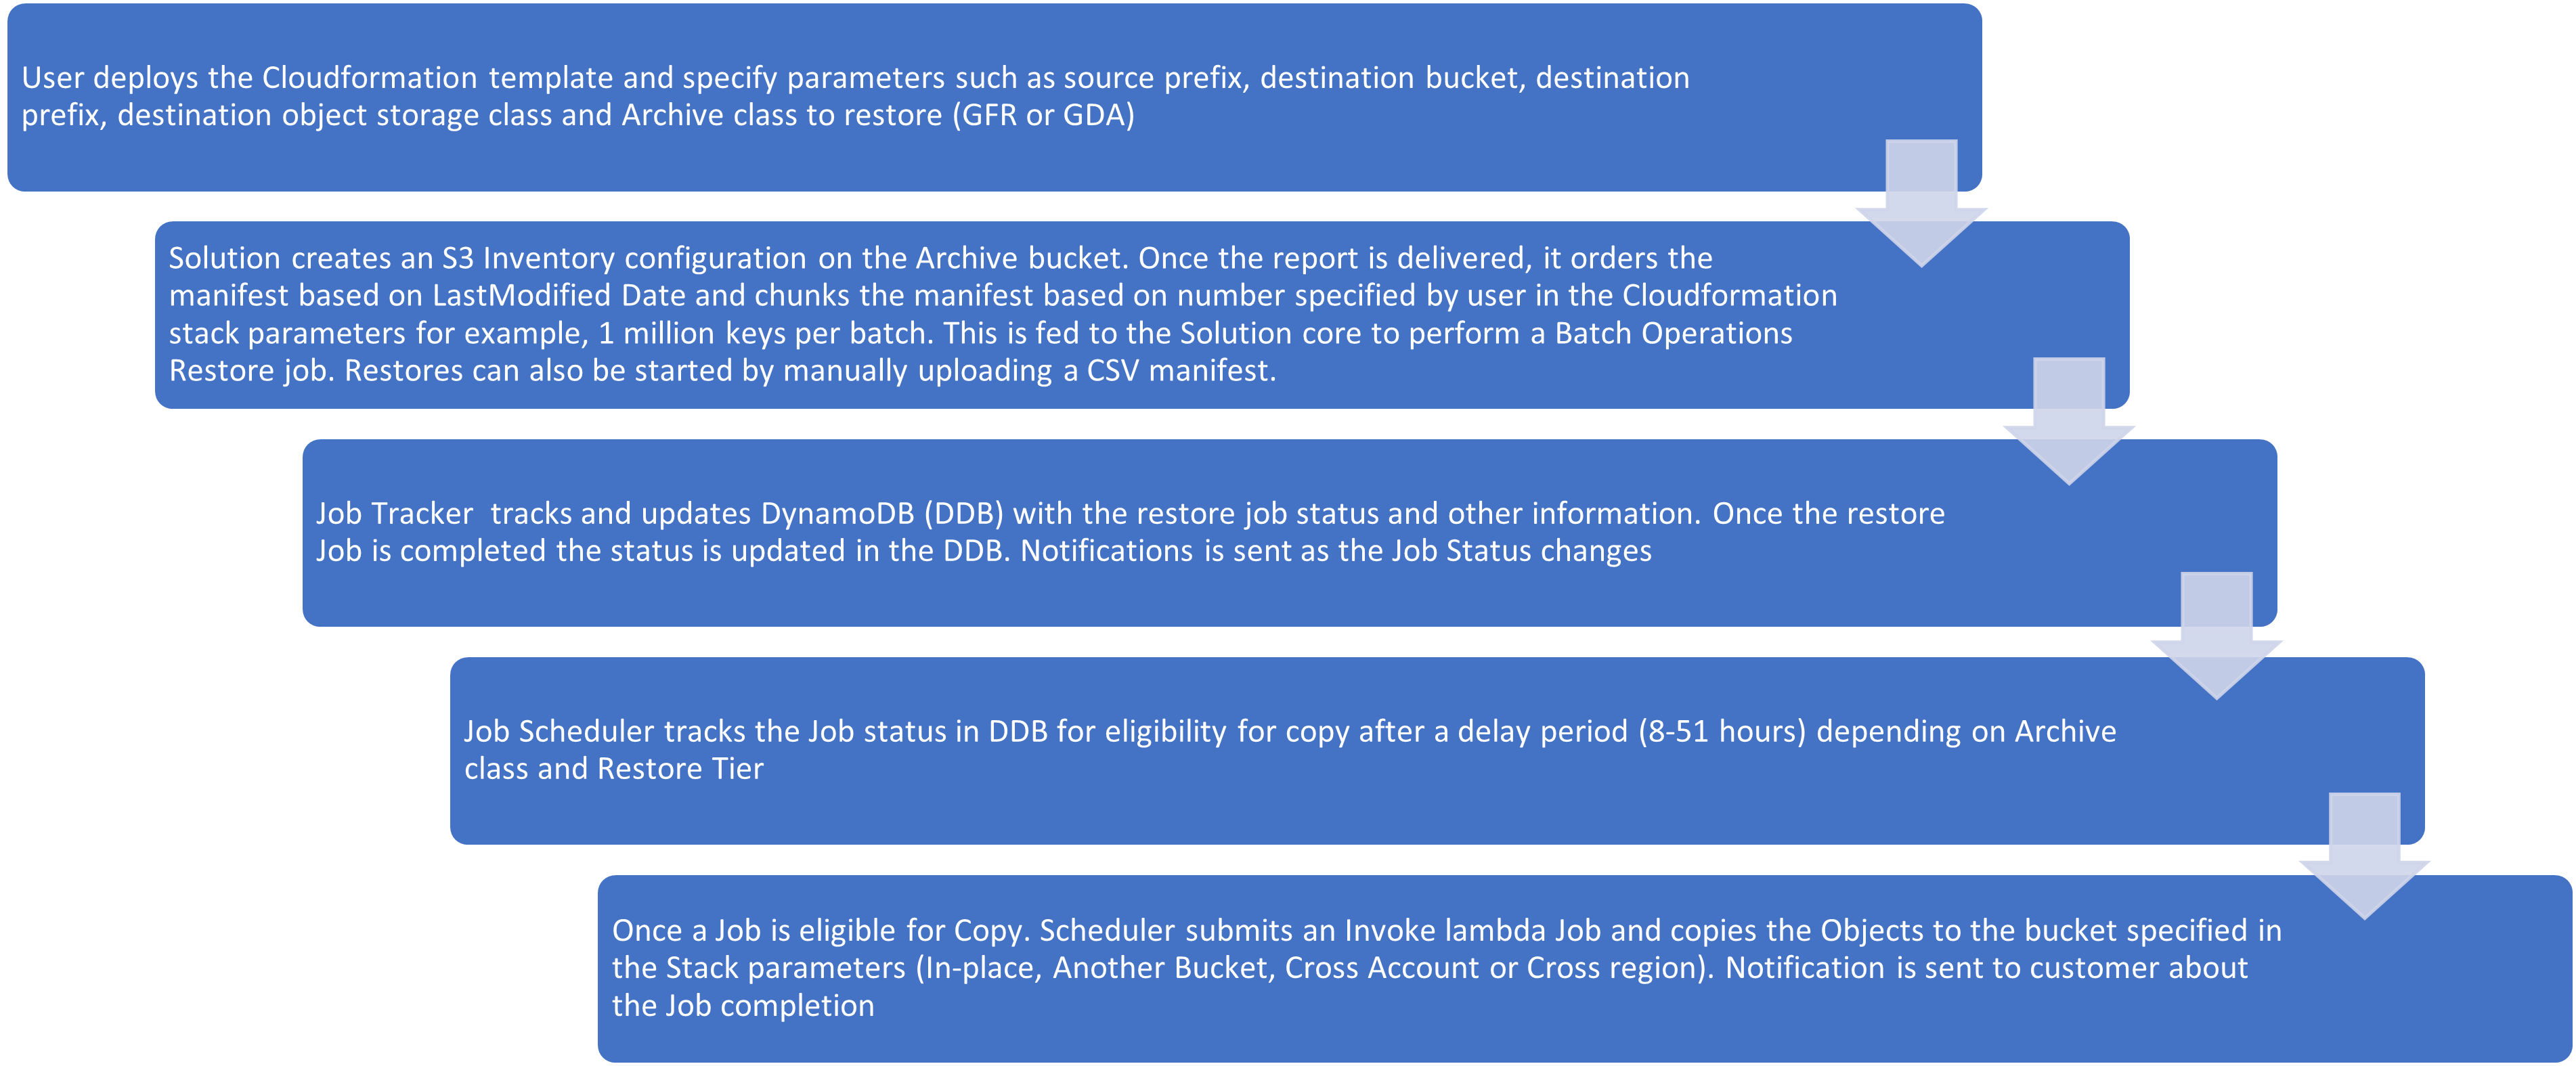 User deploys the Cloudformation template and specify parameters such as source prefix, destination bucket, destination
prefix, destination object storage class and Archive class to restore (GFR or GDA)
Solution creates an S3 Inventory configuration on the Archive bucket. Once the report is delivered, it orders the
manifest based on LastModified Date and chunks the manifest based on number specified by user in the Cloudformation
stack parameters for example, 1 million keys per batch. This is fed to the Solution core to perform a Batch Operations
Restore job. Restores can also be started by manually uploading a CSV manifest.
Job Tracker tracks and updates DynamoDB (DDB) with the restore job status and other information. Once the restore
Job is completed the status is updated in the DDB. Notifications is sent as the Job Status changes
Job Scheduler tracks the Job status in DDB for eligibility for copy after a delay period (8-51 hours) depending on Archive
class and Restore Tier
Once a Job is eligible for Copy. Scheduler submits an Invoke lambda Job and copies the Objects to the bucket specified in
the Stack parameters (In-place, Another Bucket, Cross Account or Cross region). Notification is sent to customer about
the Job completion